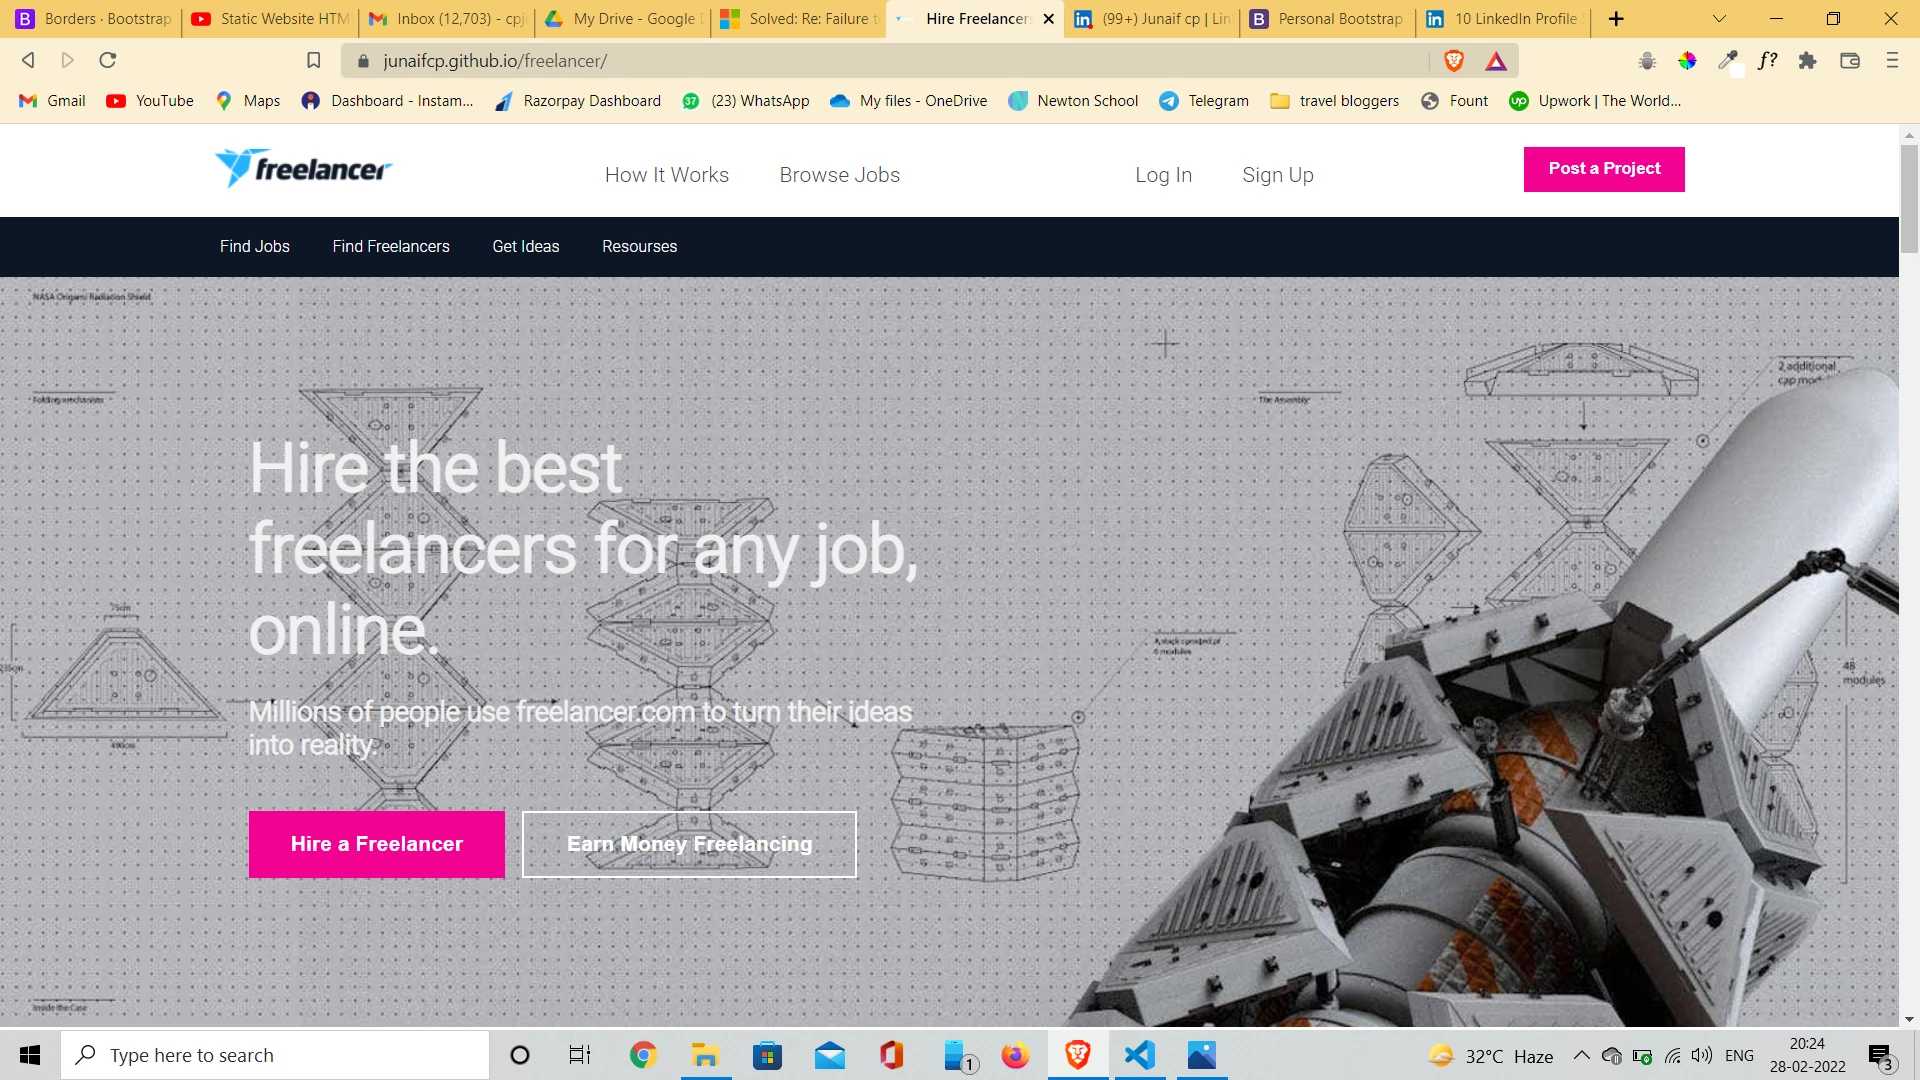 Borders · Bootstrap
Static Website HTM
Inbox (12,703) - cpj
My Drive - Google D
Solved: Re: Failure t
Hire Freelancers
(99+) Junaif cp | Lin
Personal Bootstrap
10 LinkedIn Profile S
junaifcp.github.io/freelancer/
f?
Gmail
YouTube
Maps
Dashboard - Instam...
Razorpay Dashboard
37
(23) WhatsApp
My files - OneDrive
Newton School
Telegram
travel bloggers
Fount
up
Upwork | The World...
freelancer
How It Works
Browse Jobs
Log In
Sign Up
Post a Project
Find Jobs
Find Freelancers
Get Ideas
Resourses
NASA Origami Radiation Shield
Folding mechanism
The Assembly
2 additional
cap mod
Hire the best
freelancers for any job,
online.
75cm
490cm
A stack consisted of
6 modules
48
modules
Millions of people use freelancer.com to turn their ideas
into reality.
Hire a Freelancer
Earn Money Freelancing
Inside the Case
Type here to search
1
32°C Haze
ENG
20:24
28-02-2022
3